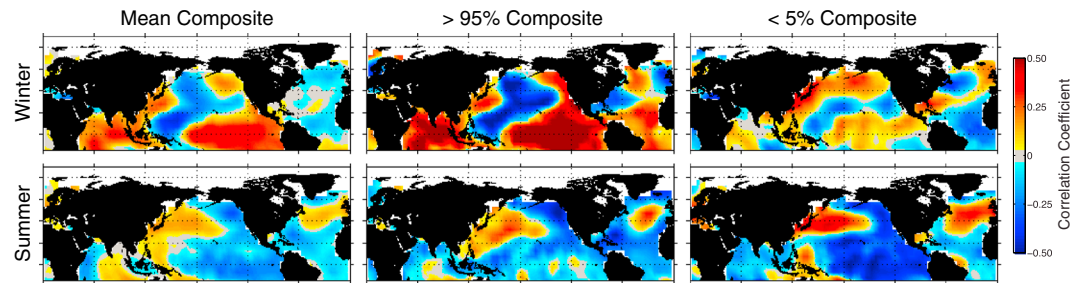 Mean Composite
> 95% Composite
< 5% Composite
Winter
Summer
0.50
0.25
0
-0.25
-0.50
Correlation Coefficient